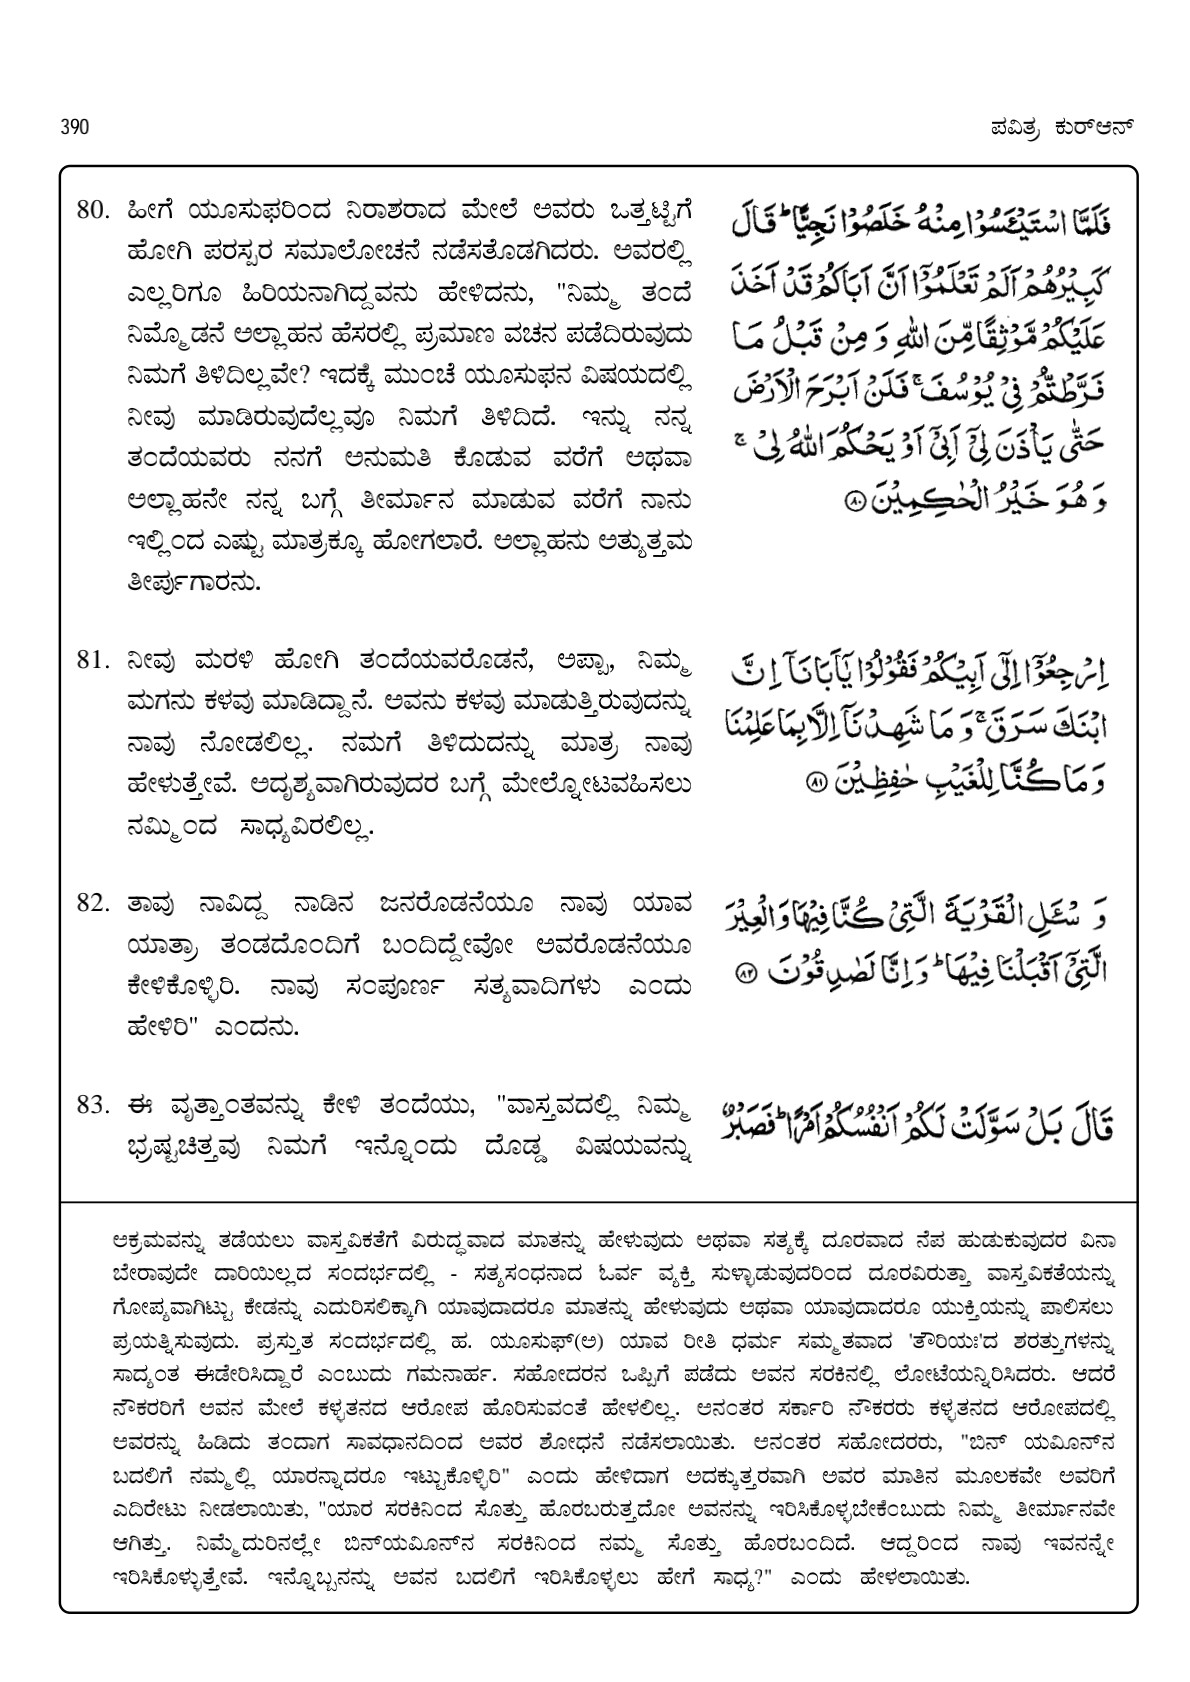 390
ಪವಿತ್ರ ಕುರ್‌ಆನ್
80. ಹೀಗೆ ಯೂಸುಫರಿಂದ ನಿರಾಶರಾದ ಮೇಲೆ ಅವರು ಒತ್ತಟ್ಟಿಗೆ
ಹೋಗಿ ಪರಸ್ಪರ ಸಮಾಲೋಚನೆ ನಡೆಸತೊಡಗಿದರು. ಅವರಲ್ಲಿ
ಎಲ್ಲರಿಗೂ ಹಿರಿಯನಾಗಿದ್ದವನು ಹೇಳಿದನು, "ನಿಮ್ಮ ತಂದೆ
ನಿಮ್ಮೊಡನೆ ಅಲ್ಲಾಹನ ಹೆಸರಲ್ಲಿ ಪ್ರಮಾಣ ವಚನ ಪಡೆದಿರುವುದು
ನಿಮಗೆ ತಿಳಿದಿಲ್ಲವೇ? ಇದಕ್ಕೆ ಮುಂಚೆ ಯೂಸುಫನ ವಿಷಯದಲ್ಲಿ
ನೀವು ಮಾಡಿರುವುದೆಲ್ಲವೂ ನಿಮಗೆ ತಿಳಿದಿದೆ. ಇನ್ನು ನನ್ನ
ತಂದೆಯವರು ನನಗೆ ಅನುಮತಿ ಕೊಡುವ ವರೆಗೆ ಅಥವಾ
ಅಲ್ಲಾಹನೇ ನನ್ನ ಬಗ್ಗೆ ತೀರ್ಮಾನ ಮಾಡುವ ವರೆಗೆ ನಾನು
ಇಲ್ಲಿಂದ ಎಷ್ಟು ಮಾತ್ರಕ್ಕೂ ಹೋಗಲಾರೆ. ಅಲ್ಲಾಹನು ಅತ್ಯುತ್ತಮ
ತೀರ್ಪುಗಾರನು.
فَلَمَّا اسْتَيْـَٔسُوْا مِنْهُ خَلَصُوْا نَجِيًّا ؕ قَالَ
كَبِيْرُهُمْ اَلَمْ تَعْلَمُوْۤا اَنَّ اَبَاكُمْ قَدْ اَخَذَ
عَلَيْكُمْ مَّوْثِقًا مِّنَ اللّٰهِ وَ مِنْ قَبْلُ مَا
فَرَّطْتُّمْ فِيْ يُوْسُفَ ۚ فَلَنْ اَبْرَحَ الْاَرْضَ
حَتّٰى يَاْذَنَ لِيْۤ اَبِيْۤ اَوْ يَحْكُمَ اللّٰهُ لِيْ ۚ
وَ هُوَ خَيْرُ الْحٰكِمِيْنَ ۸۰
81. ನೀವು ಮರಳಿ ಹೋಗಿ ತಂದೆಯವರೊಡನೆ, ಅಪ್ಪಾ, ನಿಮ್ಮ
ಮಗನು ಕಳವು ಮಾಡಿದ್ದಾನೆ. ಅವನು ಕಳವು ಮಾಡುತ್ತಿರುವುದನ್ನು
ನಾವು ನೋಡಲಿಲ್ಲ. ನಮಗೆ ತಿಳಿದುದನ್ನು ಮಾತ್ರ ನಾವು
ಹೇಳುತ್ತೇವೆ. ಅದೃಶ್ಯವಾಗಿರುವುದರ ಬಗ್ಗೆ ಮೇಲ್ನೋಟವಹಿಸಲು
ನಮ್ಮಿಂದ ಸಾಧ್ಯವಿರಲಿಲ್ಲ.
اِرْجِعُوْۤا اِلٰۤى اَبِيْكُمْ فَقُوْلُوْا يٰۤاَبَانَاۤ اِنَّ
ابْنَكَ سَرَقَ ۚ وَ مَا شَهِدْنَاۤ اِلَّا بِمَا عَلِمْنَا
وَ مَا كُنَّا لِلْغَيْبِ حٰفِظِيْنَ ۸۱
82. ತಾವು ನಾವಿದ್ದ ನಾಡಿನ ಜನರೊಡನೆಯೂ ನಾವು ಯಾವ
ಯಾತ್ರಾ ತಂಡದೊಂದಿಗೆ ಬಂದಿದ್ದೇವೋ ಅವರೊಡನೆಯೂ
ಕೇಳಿಕೊಳ್ಳಿರಿ. ನಾವು ಸಂಪೂರ್ಣ ಸತ್ಯವಾದಿಗಳು ಎಂದು
ಹೇಳಿರಿ" ಎಂದನು.
وَ سْـَٔلِ الْقَرْيَةَ الَّتِيْ كُنَّا فِيْهَا وَ الْعِيْرَ
الَّتِيْۤ اَقْبَلْنَا فِيْهَا ؕ وَ اِنَّا لَصٰدِقُوْنَ ۸۲
83. ಈ ವೃತ್ತಾಂತವನ್ನು ಕೇಳಿ ತಂದೆಯು, "ವಾಸ್ತವದಲ್ಲಿ ನಿಮ್ಮ
ಭ್ರಷ್ಟಚಿತ್ತವು ನಿಮಗೆ ಇನ್ನೊಂದು ದೊಡ್ಡ ವಿಷಯವನ್ನು
قَالَ بَلْ سَوَّلَتْ لَكُمْ اَنْفُسُكُمْ اَمْرًا ؕ فَصَبْرٌ
ಆಕ್ರಮವನ್ನು ತಡೆಯಲು ವಾಸ್ತವಿಕತೆಗೆ ವಿರುದ್ಧವಾದ ಮಾತನ್ನು ಹೇಳುವುದು ಅಥವಾ ಸತ್ಯಕ್ಕೆ ದೂರವಾದ ನೆಪ ಹುಡುಕುವುದರ ವಿನಾ
ಬೇರಾವುದೇ ದಾರಿಯಿಲ್ಲದ ಸಂದರ್ಭದಲ್ಲಿ - ಸತ್ಯಸಂಧನಾದ ಓರ್ವ ವ್ಯಕ್ತಿ ಸುಳ್ಳಾಡುವುದರಿಂದ ದೂರವಿರುತ್ತಾ ವಾಸ್ತವಿಕತೆಯನ್ನು
ಗೋಪ್ಯವಾಗಿಟ್ಟು ಕೇಡನ್ನು ಎದುರಿಸಲಿಕ್ಕಾಗಿ ಯಾವುದಾದರೂ ಮಾತನ್ನು ಹೇಳುವುದು ಅಥವಾ ಯಾವುದಾದರೂ ಯುಕ್ತಿಯನ್ನು ಪಾಲಿಸಲು
ಪ್ರಯತ್ನಿಸುವುದು. ಪ್ರಸ್ತುತ ಸಂದರ್ಭದಲ್ಲಿ ಹ. ಯೂಸುಫ್(ಅ) ಯಾವ ರೀತಿ ಧರ್ಮ ಸಮ್ಮತವಾದ 'ತೌರಿಯಃ'ದ ಶರತ್ತುಗಳನ್ನು
ಸಾದ್ಯಂತ ಈಡೇರಿಸಿದ್ದಾರೆ ಎಂಬುದು ಗಮನಾರ್ಹ. ಸಹೋದರನ ಒಪ್ಪಿಗೆ ಪಡೆದು ಅವನ ಸರಕಿನಲ್ಲಿ ಲೋಟೆಯನ್ನಿರಿಸಿದರು. ಆದರೆ
ನೌಕರರಿಗೆ ಅವನ ಮೇಲೆ ಕಳ್ಳತನದ ಆರೋಪ ಹೊರಿಸುವಂತೆ ಹೇಳಲಿಲ್ಲ. ಅನಂತರ ಸರ್ಕಾರಿ ನೌಕರರು ಕಳ್ಳತನದ ಆರೋಪದಲ್ಲಿ
ಅವರನ್ನು ಹಿಡಿದು ತಂದಾಗ ಸಾವಧಾನದಿಂದ ಅವರ ಶೋಧನೆ ನಡೆಸಲಾಯಿತು. ಅನಂತರ ಸಹೋದರರು, "ಬಿನ್ ಯಮೀನ್‌ನ
ಬದಲಿಗೆ ನಮ್ಮಲ್ಲಿ ಯಾರನ್ನಾದರೂ ಇಟ್ಟುಕೊಳ್ಳಿರಿ" ಎಂದು ಹೇಳಿದಾಗ ಅದಕ್ಕುತ್ತರವಾಗಿ ಅವರ ಮಾತಿನ ಮೂಲಕವೇ ಅವರಿಗೆ
ಎದಿರೇಟು ನೀಡಲಾಯಿತು, "ಯಾರ ಸರಕಿನಿಂದ ಸೊತ್ತು ಹೊರಬರುತ್ತದೋ ಅವನನ್ನು ಇರಿಸಿಕೊಳ್ಳಬೇಕೆಂಬುದು ನಿಮ್ಮ ತೀರ್ಮಾನವೇ
ಆಗಿತ್ತು. ನಿಮ್ಮೆದುರಿನಲ್ಲೇ ಬಿನ್‌ಯಮೀನ್‌ನ ಸರಕಿನಿಂದ ನಮ್ಮ ಸೊತ್ತು ಹೊರಬಂದಿದೆ. ಆದ್ದರಿಂದ ನಾವು ಇವನನ್ನೇ
ಇರಿಸಿಕೊಳ್ಳುತ್ತೇವೆ. ಇನ್ನೊಬ್ಬನನ್ನು ಅವನ ಬದಲಿಗೆ ಇರಿಸಿಕೊಳ್ಳಲು ಹೇಗೆ ಸಾಧ್ಯ?" ಎಂದು ಹೇಳಲಾಯಿತು.